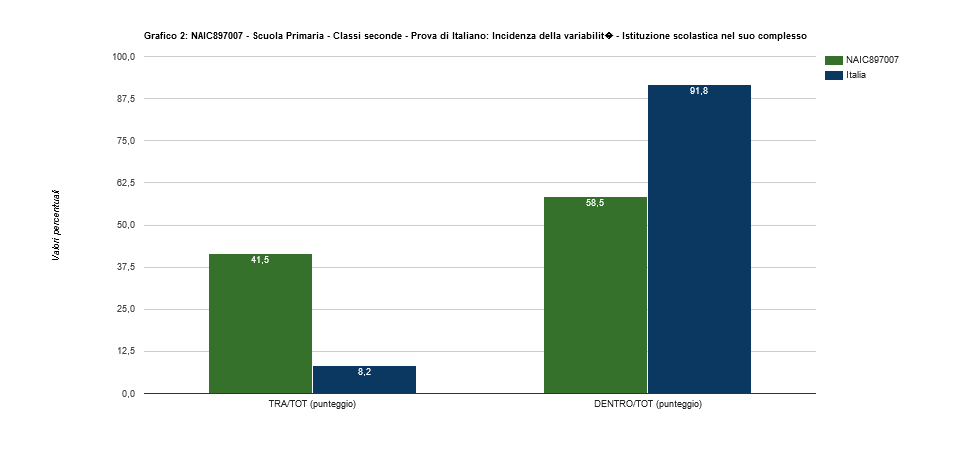 Grafico 2: NAIC897007 - Scuola Primaria - Classi seconde - Prova di Italiano: Incidenza della variabilit� - Istituzione scolastica nel suo complesso
NAIC897007
Italia
Valori percentuali
100,0
87,5
75,0
62,5
50,0
37,5
25,0
12,5
0,0
41,5
8,2
58,5
91,8
TRA/TOT (punteggio)
DENTRO/TOT (punteggio)